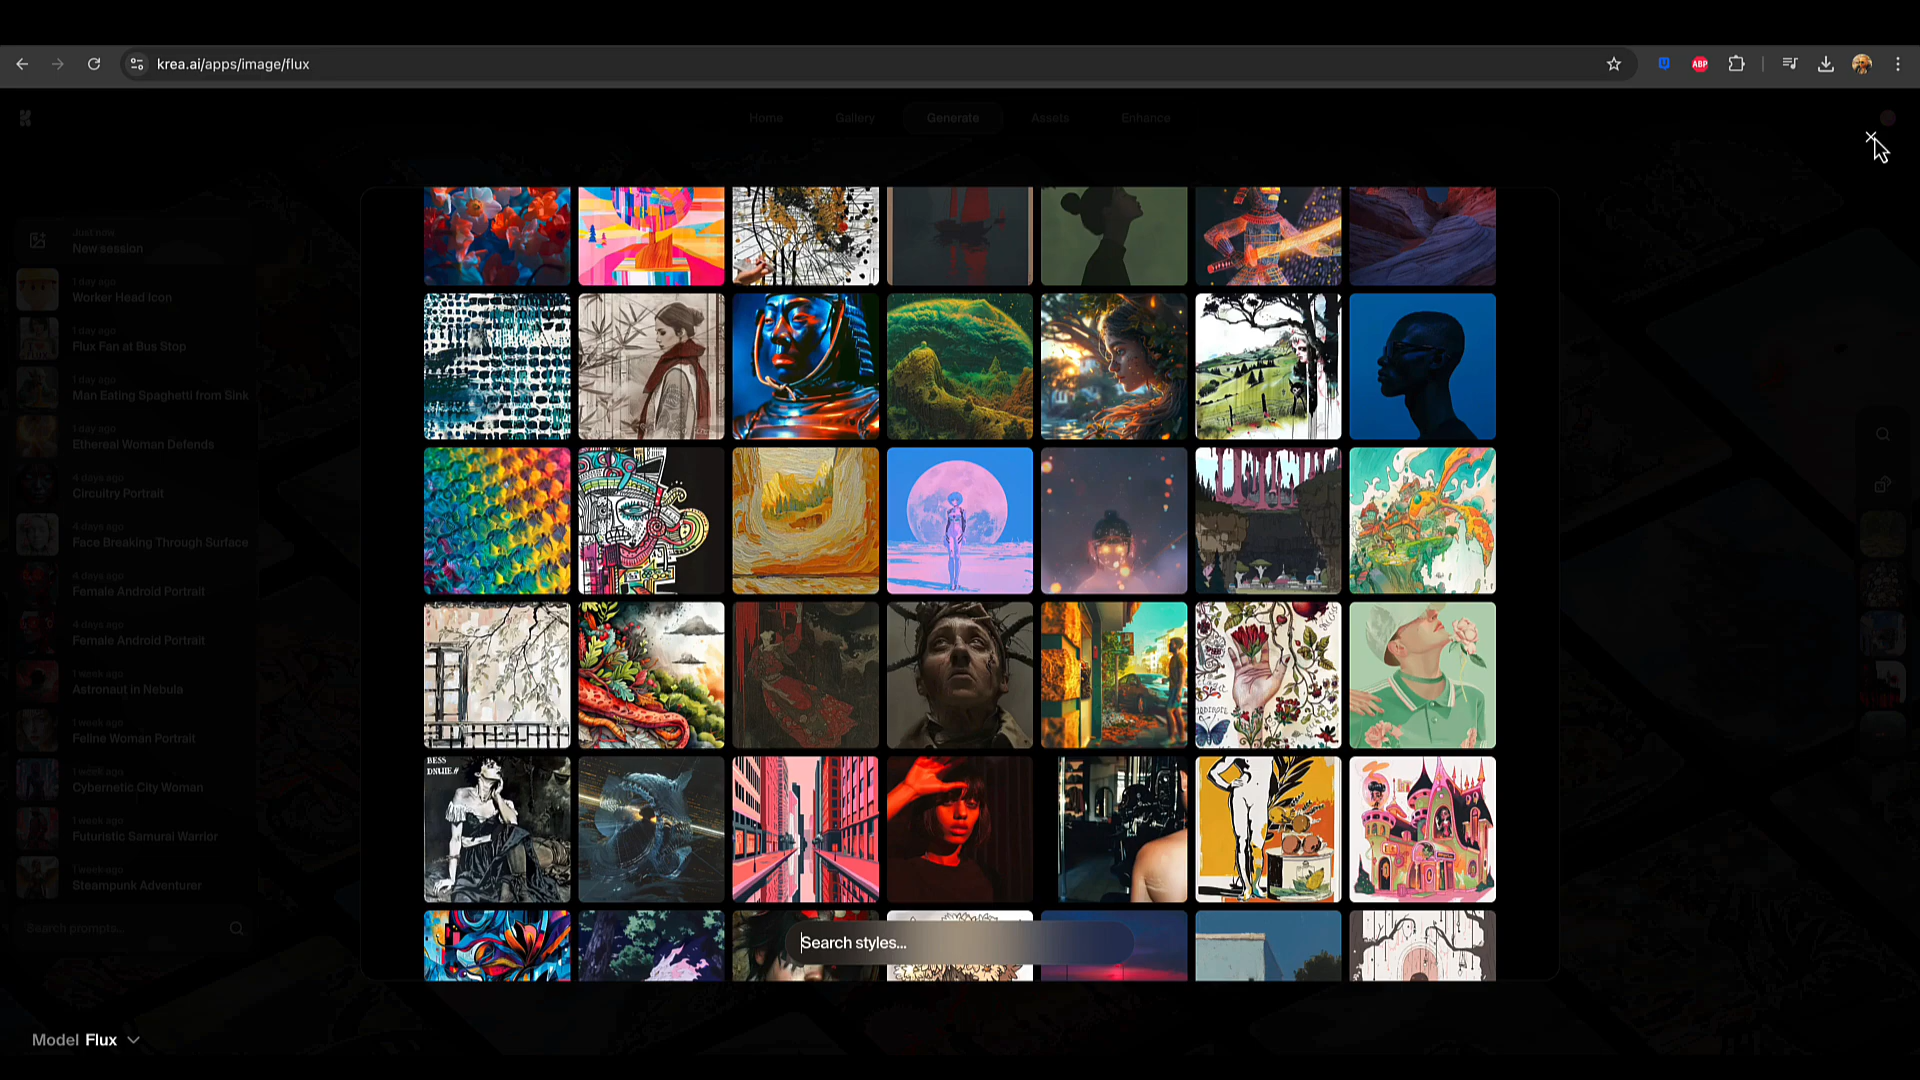 krea.ai/apps/image/flux
ABP
Home
Gallery
Generate
Assets
Enhance
Just now
New session
1 day ago
Worker Head Icon
1 day ago
Flux Fan at Bus Stop
1 day ago
Man Eating Spaghetti from Sink
1 day ago
Ethereal Woman Defends
4 days ago
Circuitry Portrait
4 days ago
Face Breaking Through Surface
4 days ago
Female Android Portrait
4 days ago
Female Android Portrait
1 week ago
Astronaut in Nebula
1 week ago
Feline Woman Portrait
1 week ago
Cybernetic City Woman
1 week ago
Futuristic Samurai Warrior
1 week ago
Steampunk Adventurer
Search prompts...
BESS
Search styles...
Model Flux